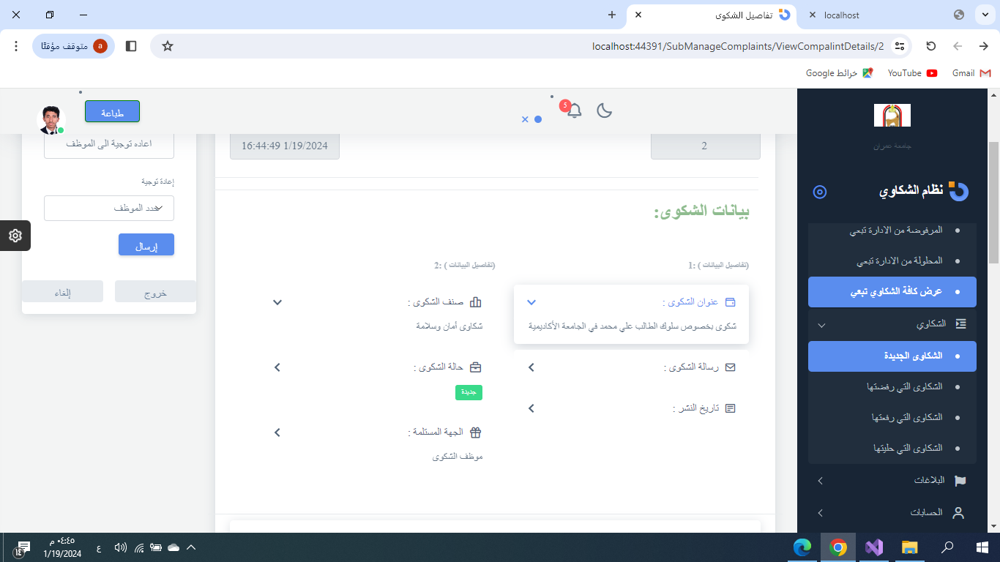 تفاصيل الشكوى
localhost
متوقف مؤقتًا
a
localhost:44391/SubManageComplaints/ViewCompalintDetails/2
Gmail
YouTube
خرائط Google
جامعة عمران
نظام الشكاوي
المرفوضة من الادارة تبعي
المحلولة من الادارة تبعي
عرض كافة الشكاوي تبعي
الشكاوي
الشكاوى الجديدة
الشكاوى التي رفضتها
الشكاوى التي رفعتها
الشكاوى التي حليتها
البلاغات
الحسابات
5
طباعة
2
16:44:49 1/19/2024
بيانات الشكوى:
(تفاصيل البيانات ) :1
عنوان الشكوى :
شكوى بخصوص سلوك الطالب علي محمد في الجامعة الأكاديمية
رسالة الشكوى :
تاريخ النشر :
(تفاصيل البيانات ) :2
صنف الشكوى :
شكاوى أمان وسلامة
حالة الشكوى :
جديدة
الجهة المستلمة :
موظف الشكوى
اعاده توجية الى الموظف
إعادة توجية
حدد الموظف
إرسال
خروج
إلغاء
ع
٠٤:٤٥ م
1/19/2024
١٤